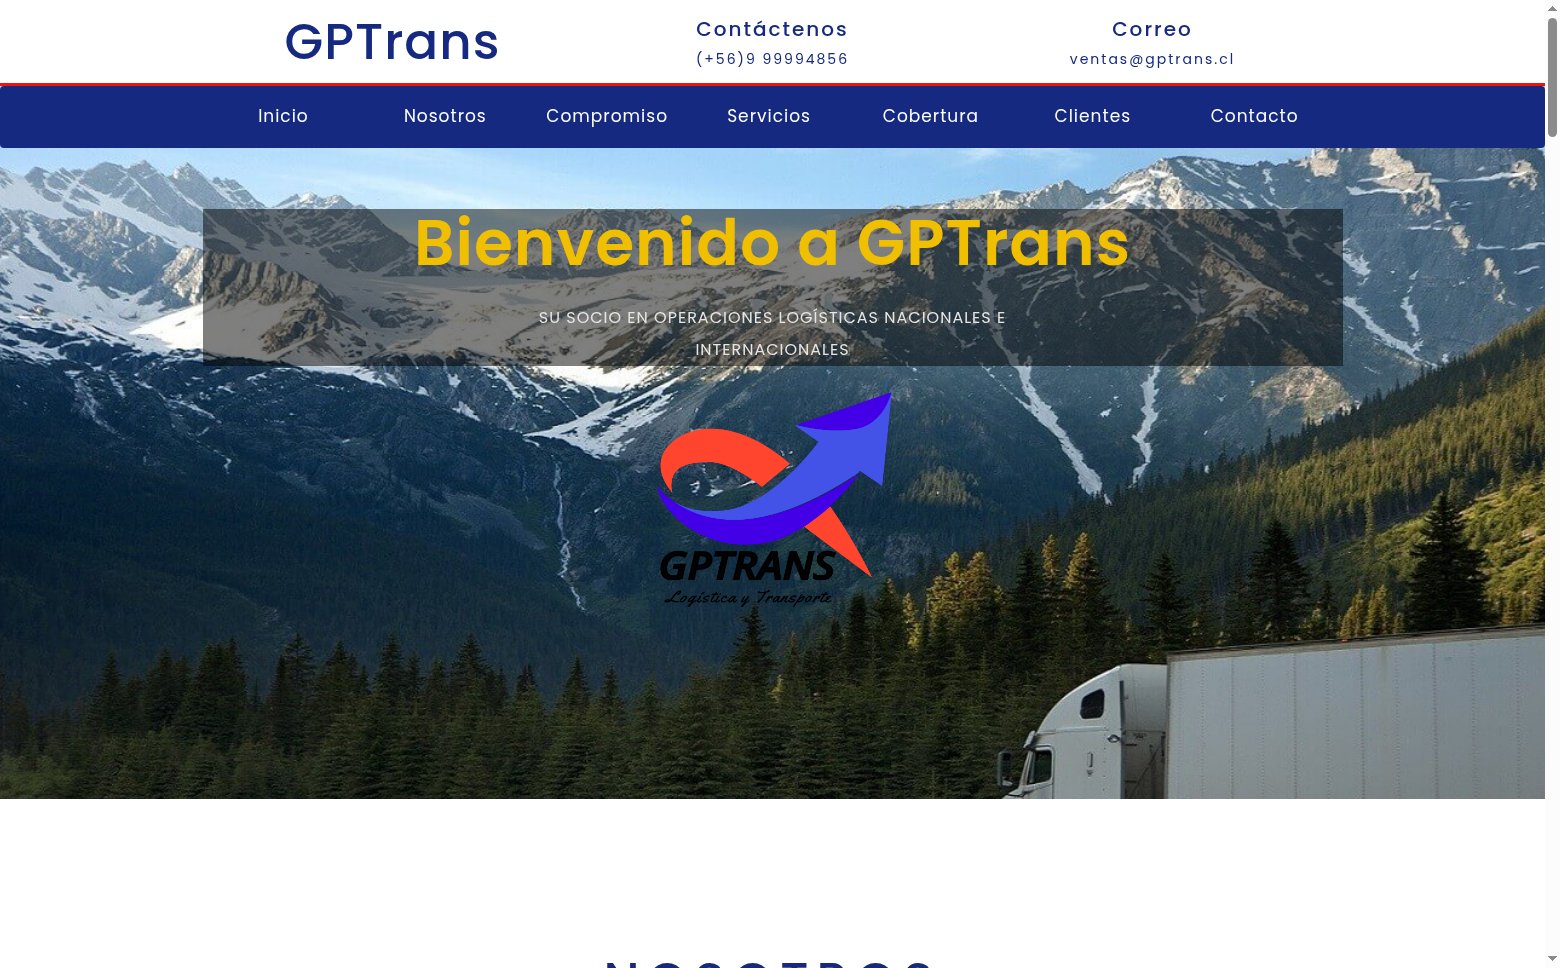 GPTrans
Contáctenos
(+56)9 99994856
Correo
ventas@gptrans.cl
Inicio
Nosotros
Compromiso
Servicios
Cobertura
Clientes
Contacto
Bienvenido a GPTrans
SU SOCIO EN OPERACIONES LOGÍSTICAS NACIONALES E
INTERNACIONALES
GPTRANS
Logística y Transporte
NOSOTROS